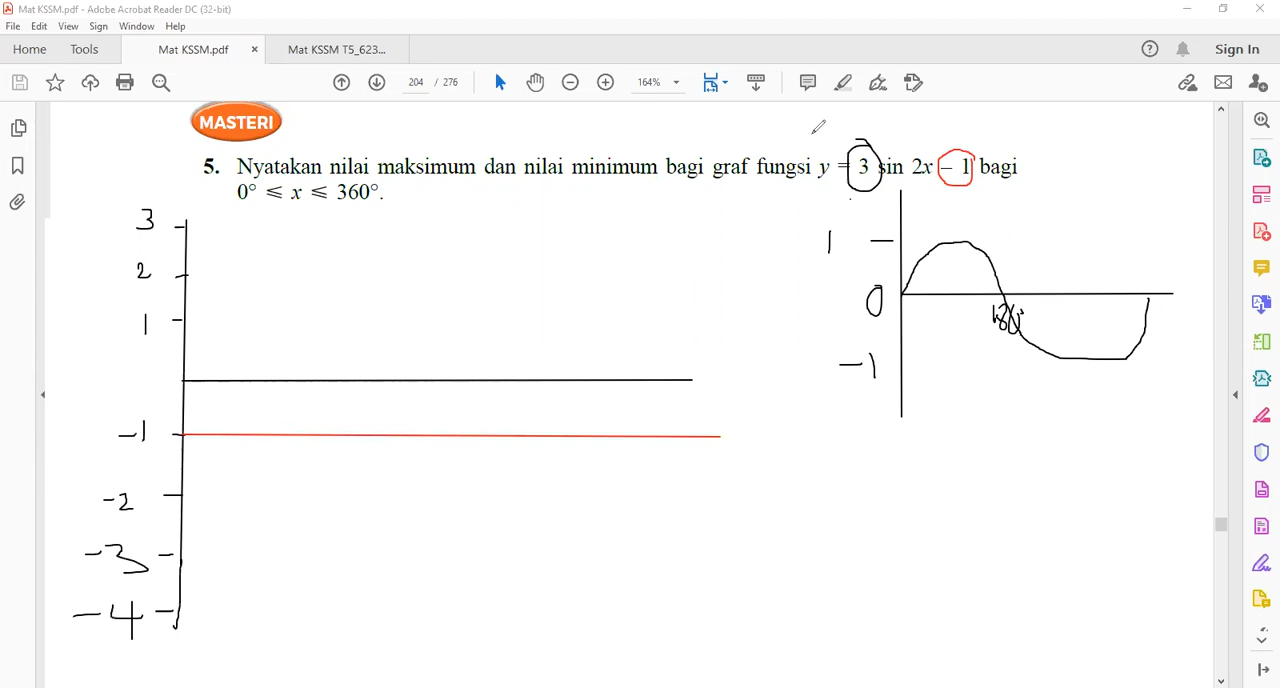 Mat KSSM.pdf - Adobe Acrobat Reader DC (32-bit)
File Edit View Sign Window Help
Home Tools Mat KSSM.pdf × Mat KSSM T5_623... ? Sign In
204 / 276 164%
MASTERI
5. Nyatakan nilai maksimum dan nilai minimum bagi graf fungsi y = 3 sin 2x – 1 bagi
0° ⩽ x ⩽ 360°.
3
2
1
-1
-2
-3
-4
1
0
180°
-1